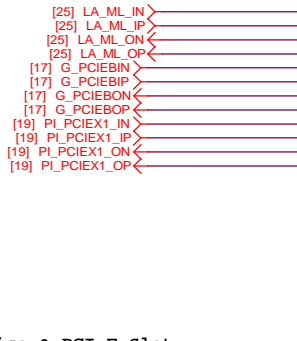 [25] LA_ML_IN
[25] LA_ML_IP
[25] LA_ML_ON
[25] LA_ML_OP
[17] G_PCIEBIN
[17] G_PCIEBIP
[17] G_PCIEBON
[17] G_PCIEBOP
[19] PI_PCIEX1_IN
[19] PI_PCIEX1_IP
[19] PI_PCIEX1_ON
[19] PI_PCIEX1_OP